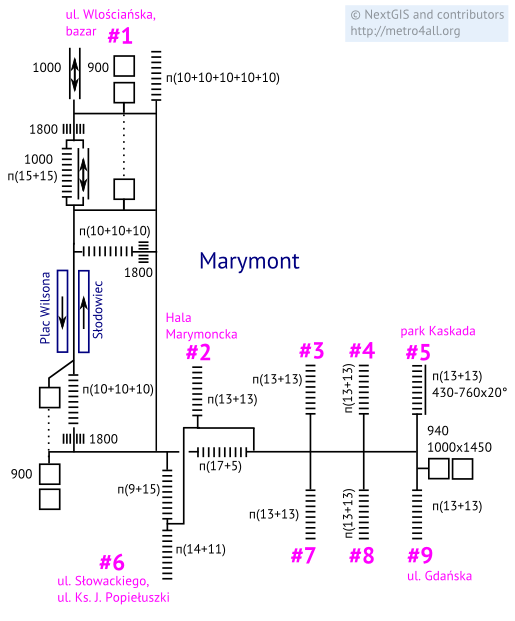 ul. Włościańska,
bazar
#1
© NextGIS and contributors
http://metro4all.org
1000
900
п(10+10+10+10+10)
1800
1000
п(15+15)
п(10+10+10)
1800
Marymont
Plac Wilsona
Słodowiec
Hala
Marymoncka
#2
#3
#4
park Kaskada
#5
п(10+10+10)
п(13+13)
п(13+13)
п(13+13)
п(13+13)
430-760x20°
1800
940
1000x1450
п(17+5)
900
п(9+15)
п(13+13)
п(13+13)
п(13+13)
п(14+11)
#6
#7
#8
#9
ul. Słowackiego,
ul. Ks. J. Popiełuszki
ul. Gdańska